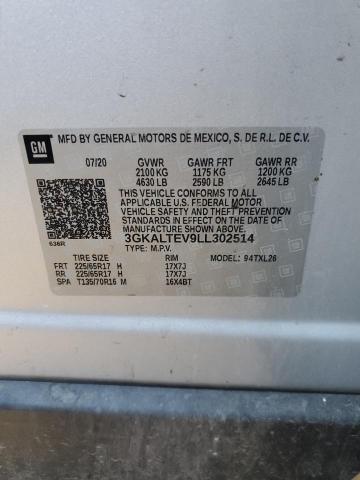 GM MFD BY GENERAL MOTORS DE MEXICO, S. DE R.L. DE C.V.
07/20 GVWR GAWR FRT GAWR RR
2100 KG 1175 KG 1200 KG
4630 LB 2590 LB 2645 LB
THIS VEHICLE CONFORMS TO ALL
APPLICABLE U.S. FEDERAL MOTOR
VEHICLE SAFETY AND THEFT PREVENTION
STANDARDS IN EFFECT ON THE DATE OF
MANUFACTURE SHOWN ABOVE.
3GKALTEV9LL302514
636R TYPE: M.P.V.
TIRE SIZE RIM MODEL: 94TXL26
FRT 225/65R17 H 17X7J
RR 225/65R17 H 17X7J
SPA T135/70R16 M 16X4BT